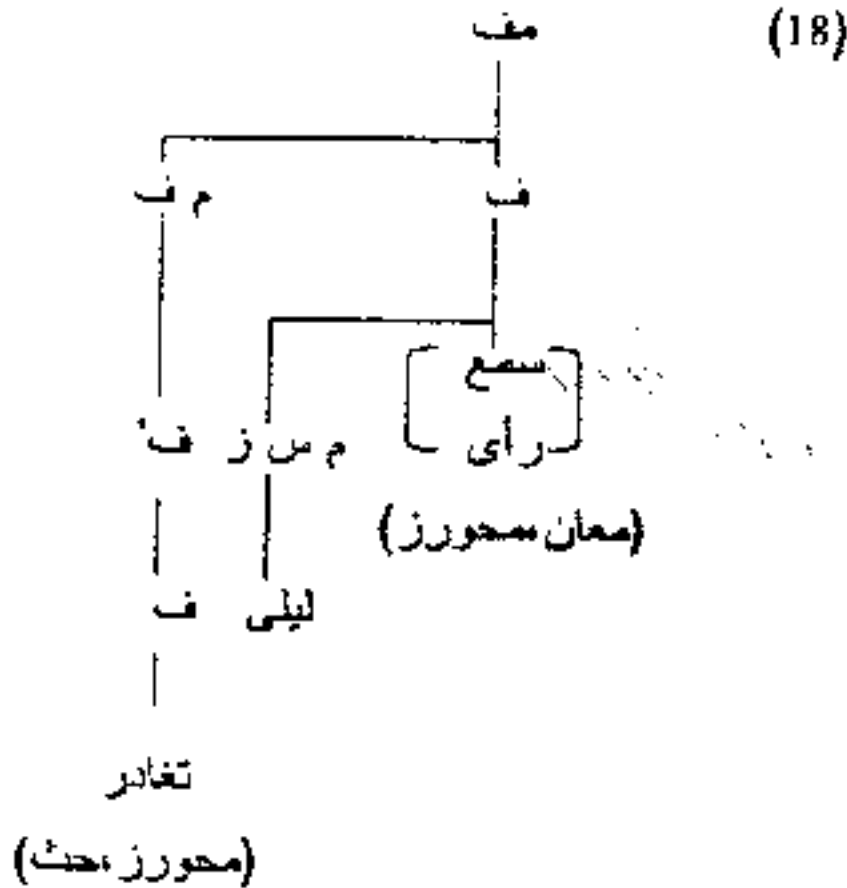 (18)
مف
ف م ف
سمع
رأى م س ز ف'
(معان،محورز)
ليلى ف
تغادر
(محورز،حث)